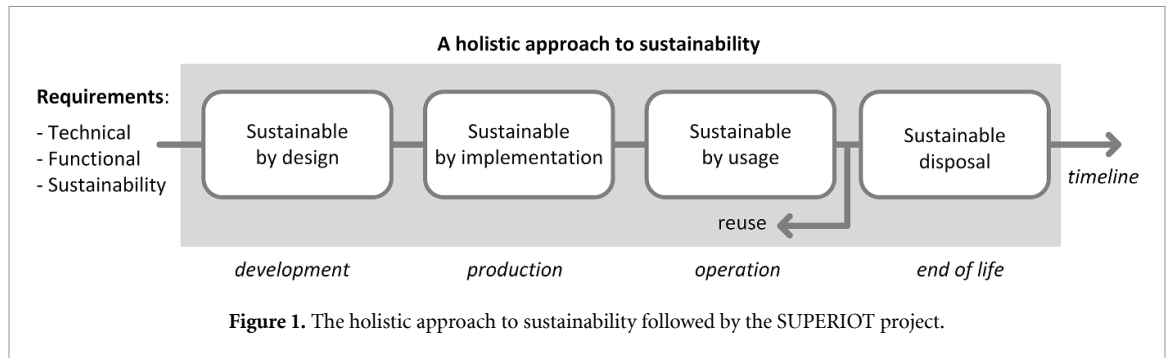 A holistic approach to sustainability
Requirements:
- Technical
- Functional
- Sustainability
Sustainable
by design
Sustainable
by implementation
Sustainable
by usage
Sustainable
disposal
timeline
reuse
development
production
operation
end of life
Figure 1. The holistic approach to sustainability followed by the SUPERIOT project.